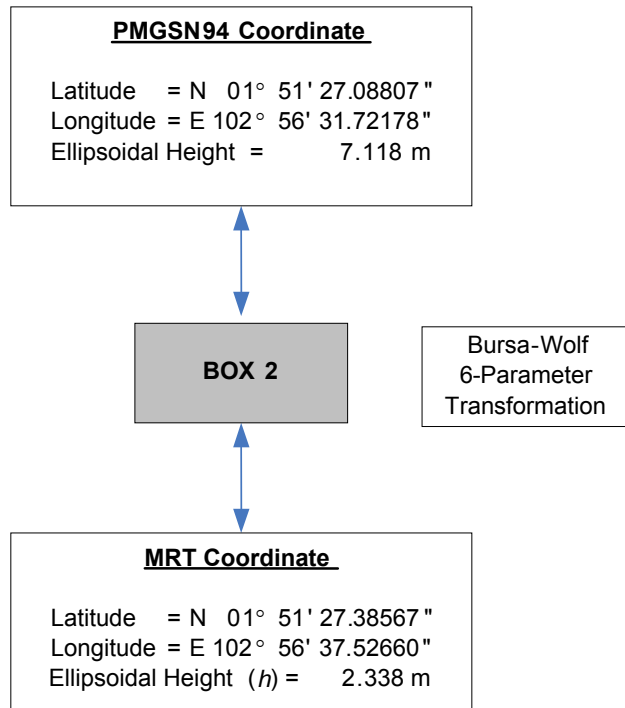 PMGSN94 Coordinate
Latitude = N 01° 51' 27.08807"
Longitude = E 102° 56' 31.72178"
Ellipsoidal Height = 7.118 m
BOX 2
Bursa-Wolf
6-Parameter
Transformation
MRT Coordinate
Latitude = N 01° 51' 27.38567"
Longitude = E 102° 56' 37.52660"
Ellipsoidal Height (h) = 2.338 m